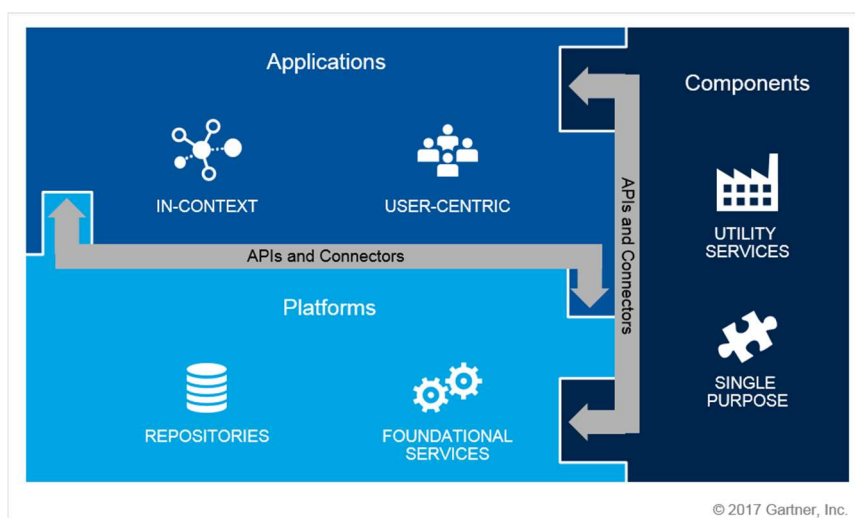 Applications
IN-CONTEXT
USER-CENTRIC
APIs and Connectors
Platforms
REPOSITORIES
FOUNDATIONAL
SERVICES
APIs and Connectors
Components
UTILITY
SERVICES
SINGLE
PURPOSE
© 2017 Gartner, Inc.